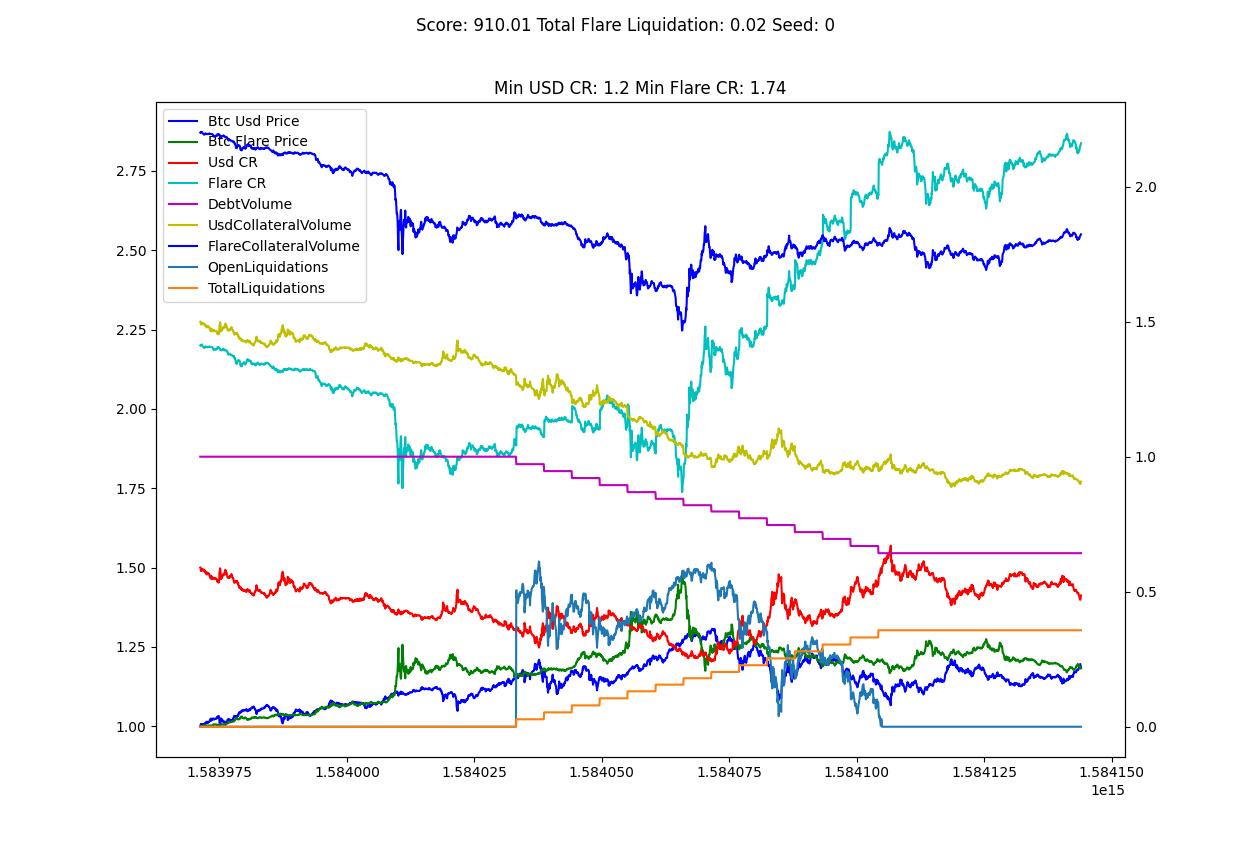 Score: 910.01 Total Flare Liquidation: 0.02 Seed: 0
Min USD CR: 1.2 Min Flare CR: 1.74
Btc Usd Price
Btc Flare Price
Usd CR
Flare CR
DebtVolume
UsdCollateralVolume
FlareCollateralVolume
OpenLiquidations
TotalLiquidations
2.75
2.50
2.25
2.00
1.75
1.50
1.25
1.00
2.0
1.5
1.0
0.5
0.0
1.583975 1.584000 1.584025 1.584050 1.584075 1.584100 1.584125 1.584150
1e15